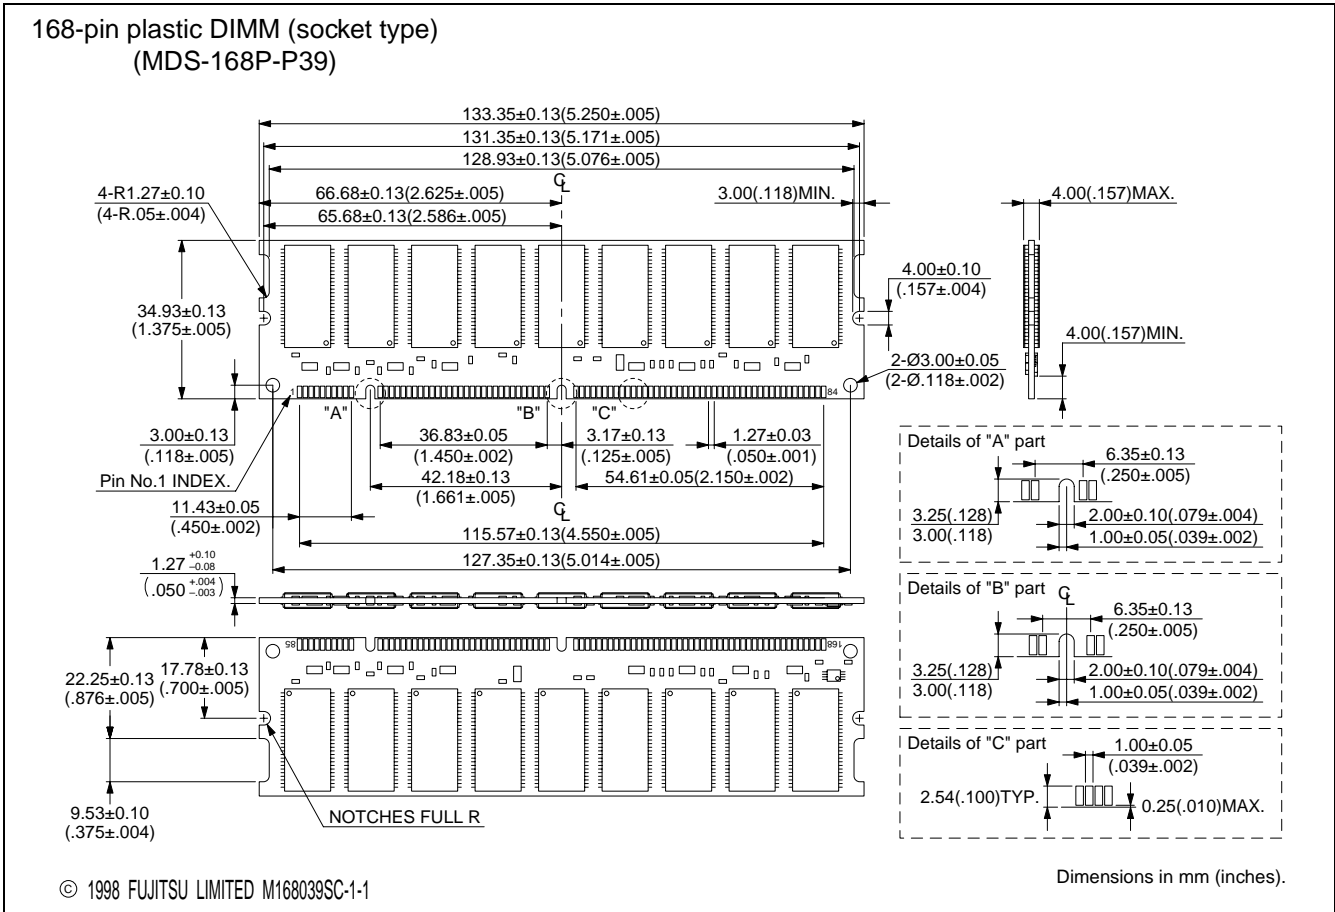 168-pin plastic DIMM (socket type)
(MDS-168P-P39)
133.35±0.13(5.250±.005)
131.35±0.13(5.171±.005)
128.93±0.13(5.076±.005)
℄
4-R1.27±0.10
(4-R.05±.004)
66.68±0.13(2.625±.005)
65.68±0.13(2.586±.005)
3.00(.118)MIN.
4.00(.157)MAX.
34.93±0.13
(1.375±.005)
4.00±0.10
(.157±.004)
4.00(.157)MIN.
2-Ø3.00±0.05
(2-Ø.118±.002)
1
84
"A"
"B"
"C"
3.00±0.13
(.118±.005)
36.83±0.05
(1.450±.002)
3.17±0.13
(.125±.005)
1.27±0.03
(.050±.001)
Pin No.1 INDEX.
42.18±0.13
(1.661±.005)
54.61±0.05(2.150±.002)
11.43±0.05
(.450±.002)
℄
115.57±0.13(4.550±.005)
127.35±0.13(5.014±.005)
1.27 +0.10 −0.08
(.050 +.004 −.003)
85
168
22.25±0.13
(.876±.005)
17.78±0.13
(.700±.005)
9.53±0.10
(.375±.004)
NOTCHES FULL R
Details of "A" part
6.35±0.13
(.250±.005)
3.25(.128)
3.00(.118)
2.00±0.10(.079±.004)
1.00±0.05(.039±.002)
Details of "B" part
℄
6.35±0.13
(.250±.005)
3.25(.128)
3.00(.118)
2.00±0.10(.079±.004)
1.00±0.05(.039±.002)
Details of "C" part
1.00±0.05
(.039±.002)
2.54(.100)TYP.
0.25(.010)MAX.
© 1998 FUJITSU LIMITED M168039SC-1-1
Dimensions in mm (inches).